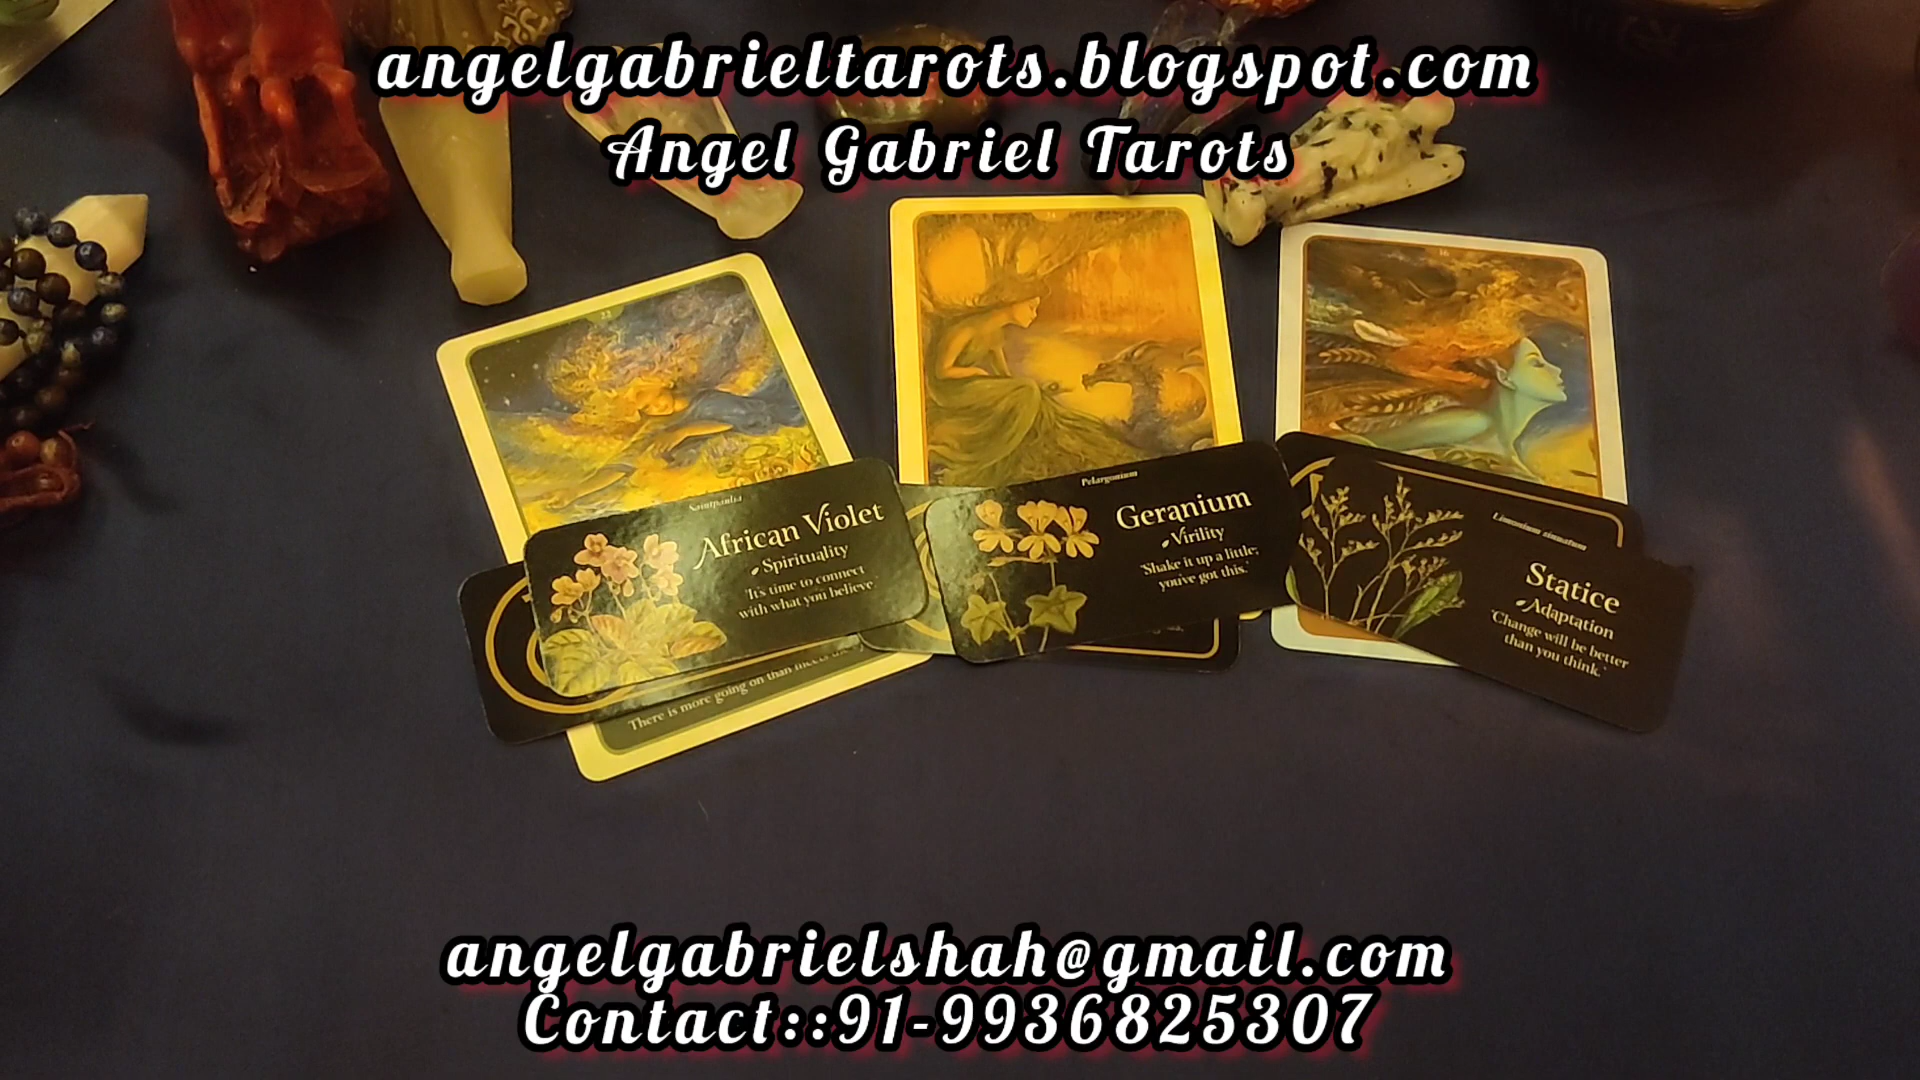 angelgabrieltarots.blogspot.com
Angel Gabriel Tarots
22
16
Saintpaulia
African Violet
Spirituality
'It's time to connect
with what you believe.'
There is more going on than meets the
Pelargonium
Geranium
Virility
'Shake it up a little;
you've got this.'
Limonium sinuatum
Statice
Adaptation
'Change will be better
than you think.'
angelgabrielshah@gmail.com
Contact::91-9936825307